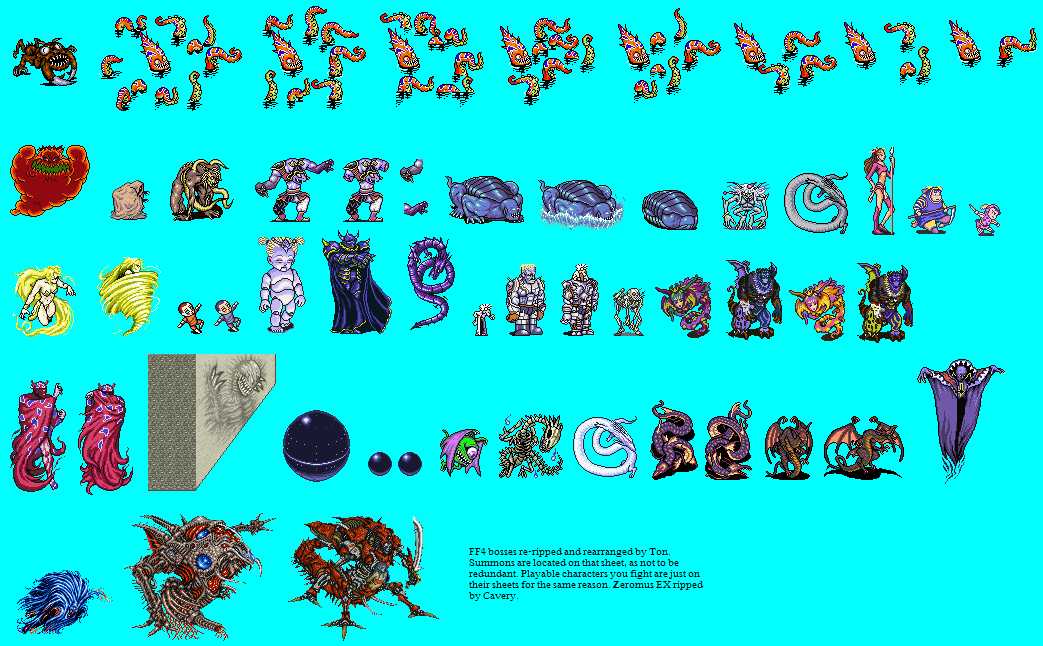 FF4 bosses re-ripped and rearranged by Ton.
Summons are located on that sheet, as not to be
redundant. Playable characters you fight are just on
their sheets for the same reason. Zeromus EX ripped
by Cavery.